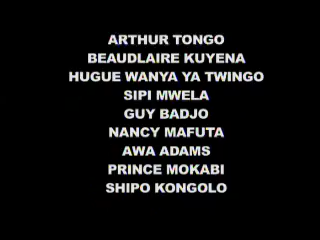 ARTHUR TONGO
BEAUDLAIRE KUYENA
HUGUE WANYA YA TWINGO
SIPI MWELA
GUY BADJO
NANCY MAFUTA
AWA ADAMS
PRINCE MOKABI
SHIPO KONGOLO